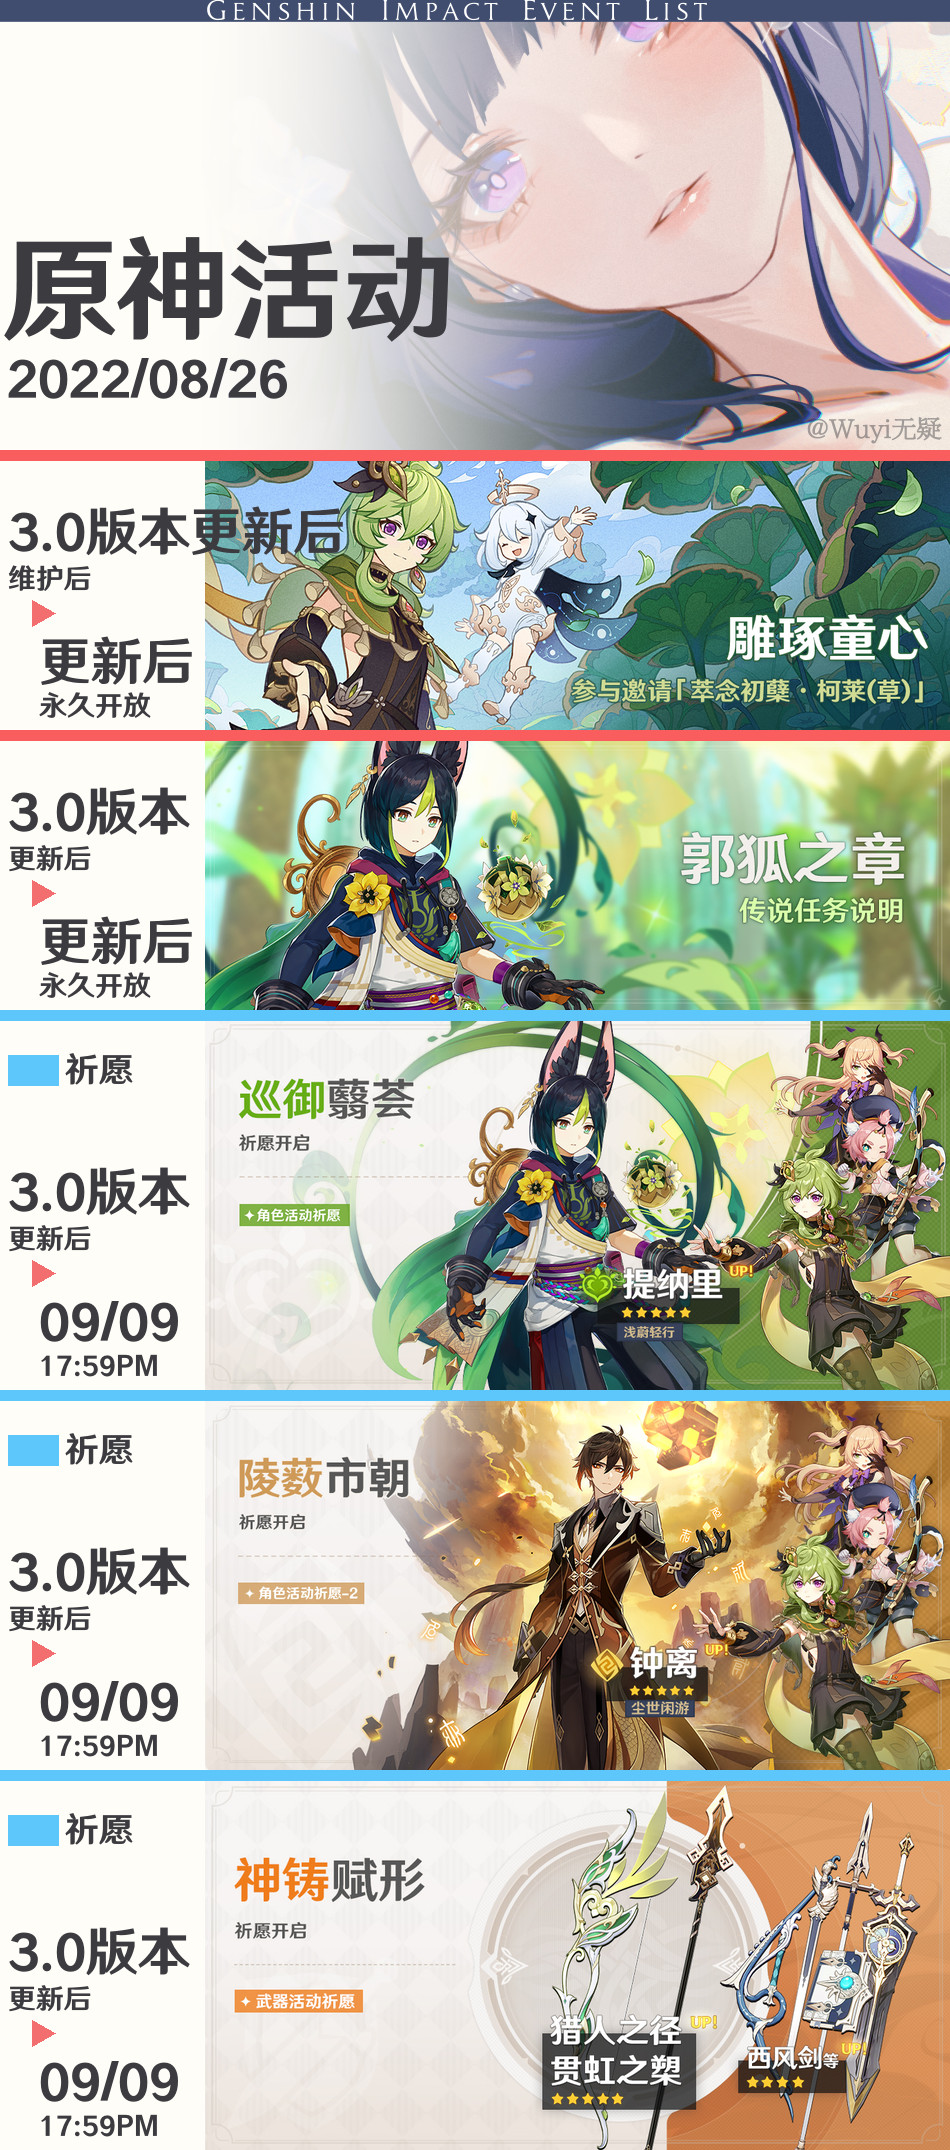 GENSHIN IMPACT EVENT LIST
原神活动
2022/08/26
@Wuyi无疑
3.0版本更新后
维护后
更新后
永久开放
雕琢童心
参与邀请「萃念初蘖·柯莱(草)」
3.0版本
更新后
更新后
永久开放
郭狐之章
传说任务说明
祈愿
3.0版本
更新后
09/09
17:59PM
巡御蘙荟
祈愿开启
角色活动祈愿
UP!
提纳里
浅蔚轻行
祈愿
3.0版本
更新后
09/09
17:59PM
陵薮市朝
祈愿开启
角色活动祈愿-2
UP!
钟离
尘世闲游
祈愿
3.0版本
更新后
09/09
17:59PM
神铸赋形
祈愿开启
武器活动祈愿
猎人之径
UP!
贯虹之槊
西风剑等
UP!